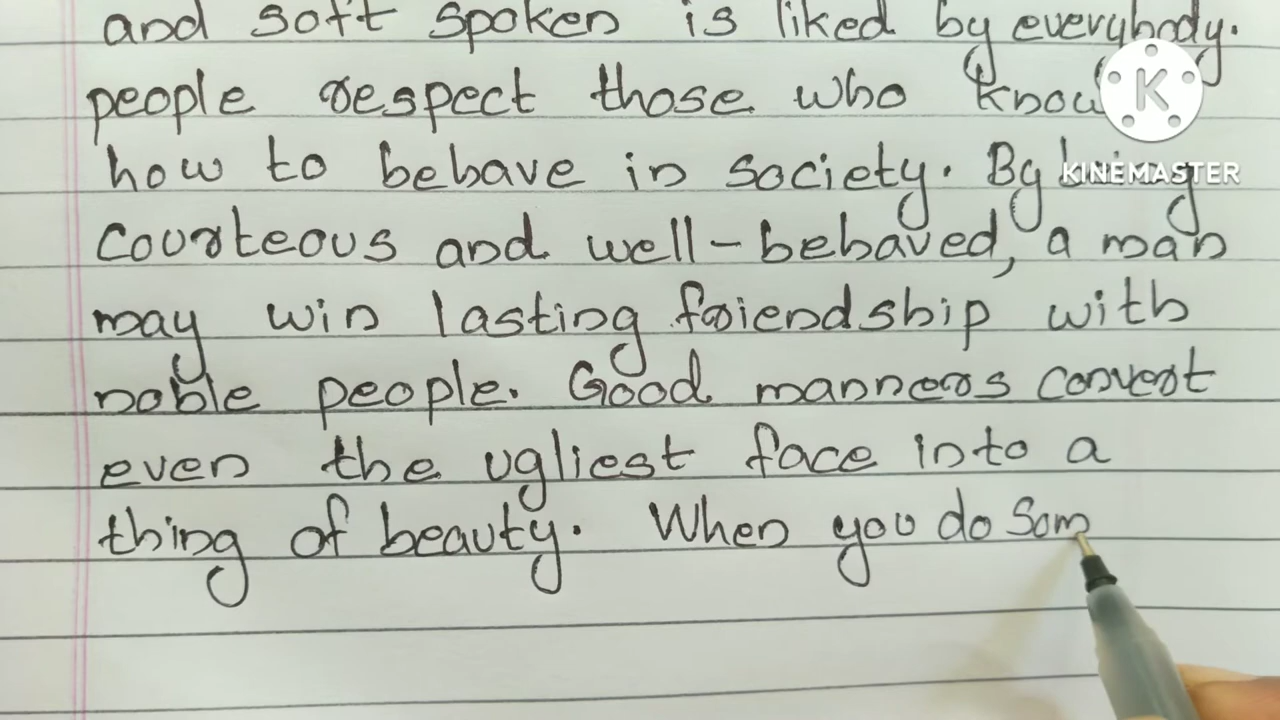 and soft spoken is liked by everybody.
people respect those who know
how to behave in society. By being
courteous and well-behaved, a man
may win lasting friendship with
noble people. Good manners convert
even the ugliest face into a
thing of beauty. When you do Som
K
KINEMASTER